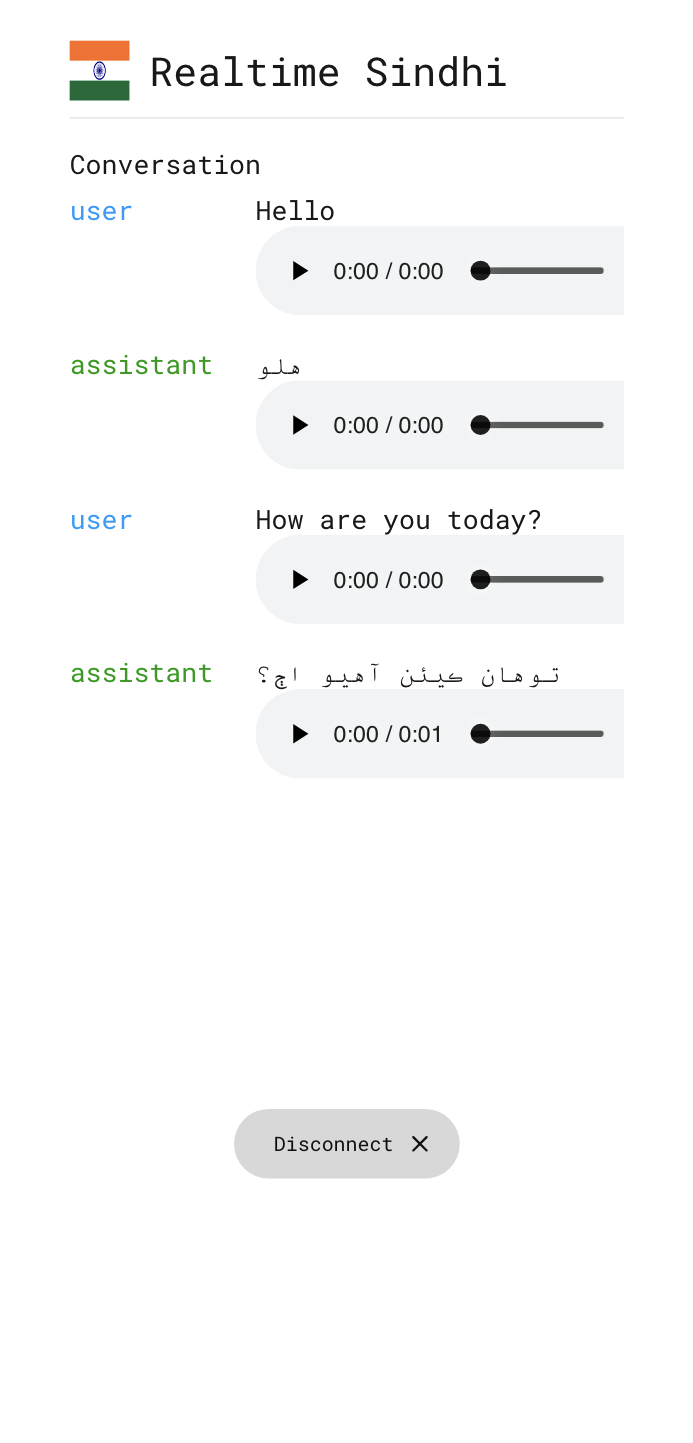 Realtime Sindhi
Conversation
user
Hello
0:00 / 0:00
assistant
هلو
0:00 / 0:00
user
How are you today?
0:00 / 0:00
assistant
توهان ڪيئن آهيو اڄ؟
0:00 / 0:01
Disconnect